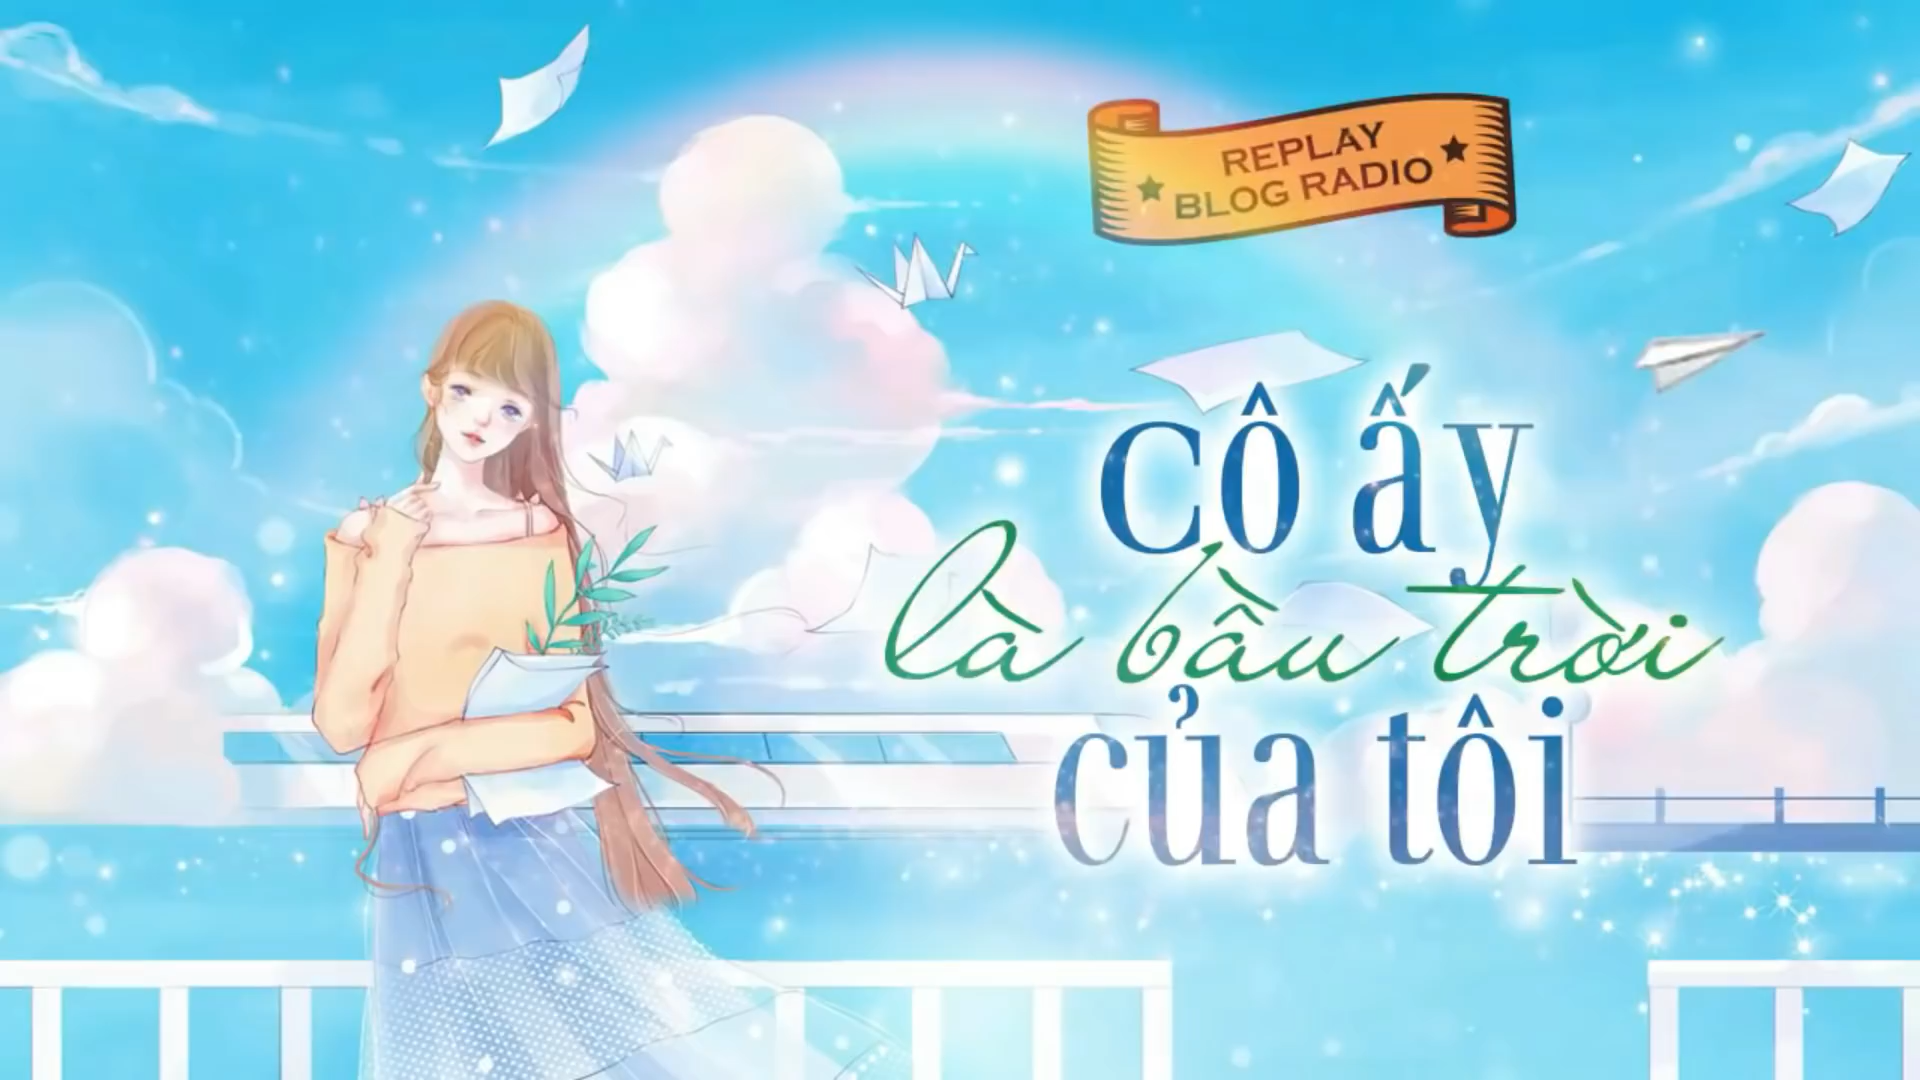 REPLAY
BLOG RADIO
cô ấy
là bầu trời
của tôi